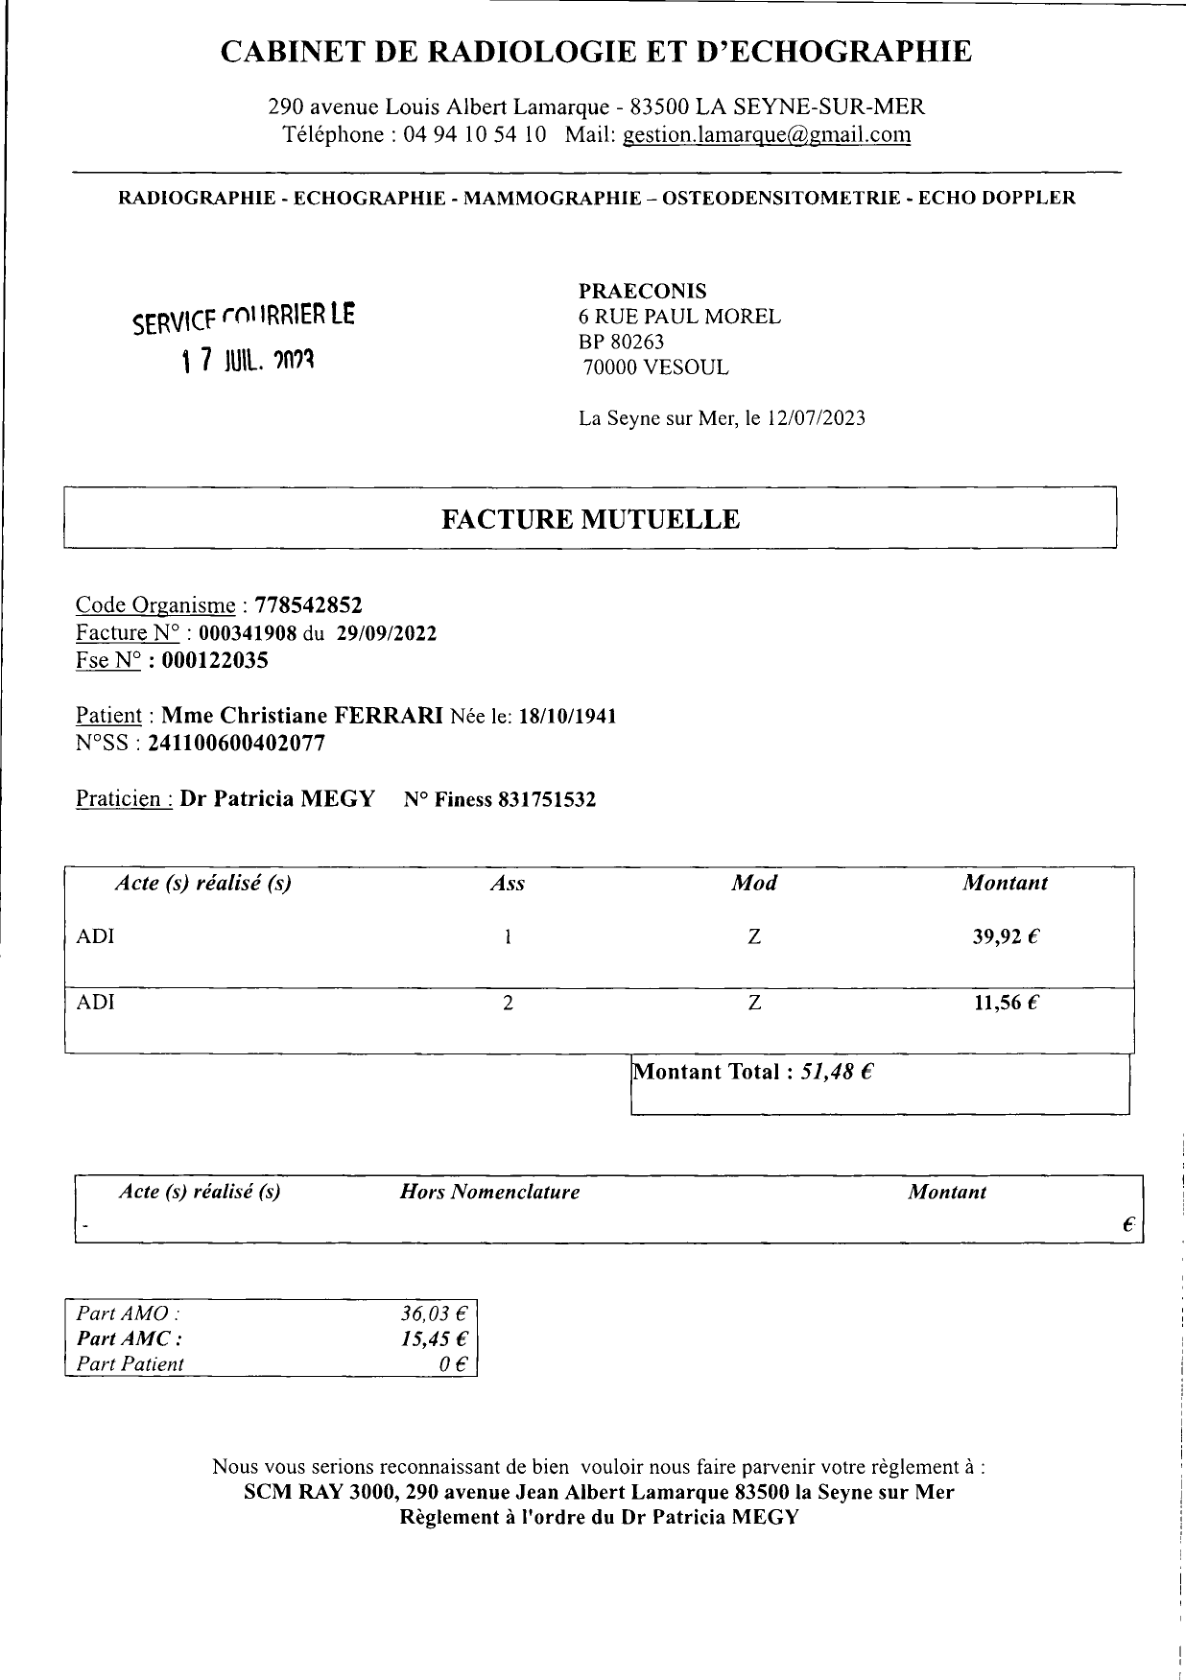 CABINET DE RADIOLOGIE ET D'ECHOGRAPHIE
290 avenue Louis Albert Lamarque - 83500 LA SEYNE-SUR-MER
Téléphone : 04 94 10 54 10 Mail: gestion.lamarque@gmail.com
RADIOGRAPHIE - ECHOGRAPHIE - MAMMOGRAPHIE – OSTEODENSITOMETRIE - ECHO DOPPLER
PRAECONIS
6 RUE PAUL MOREL
BP 80263
70000 VESOUL
SERVICE COURRIER LE
17 JUIL. 2023
La Seyne sur Mer, le 12/07/2023
FACTURE MUTUELLE
Code Organisme : 778542852
Facture N° : 000341908 du 29/09/2022
Fse N° : 000122035
Patient : Mme Christiane FERRARI Née le: 18/10/1941
N°SS : 241100600402077
Praticien : Dr Patricia MEGY N° Finess 831751532
Acte (s) réalisé (s) Ass Mod Montant
ADI 1 Z 39,92 €
ADI 2 Z 11,56 €
Montant Total : 51,48 €
Acte (s) réalisé (s) Hors Nomenclature Montant
- €
Part AMO : 36,03 €
Part AMC : 15,45 €
Part Patient 0 €
Nous vous serions reconnaissant de bien vouloir nous faire parvenir votre règlement à :
SCM RAY 3000, 290 avenue Jean Albert Lamarque 83500 la Seyne sur Mer
Règlement à l'ordre du Dr Patricia MEGY